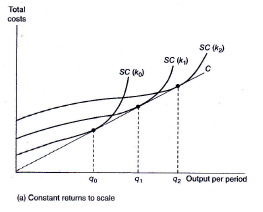 Total
costs
SC (k₂)
SC (k₁)
SC (k₀)
C
q₀
q₁
q₂
Output per period
(a) Constant returns to scale